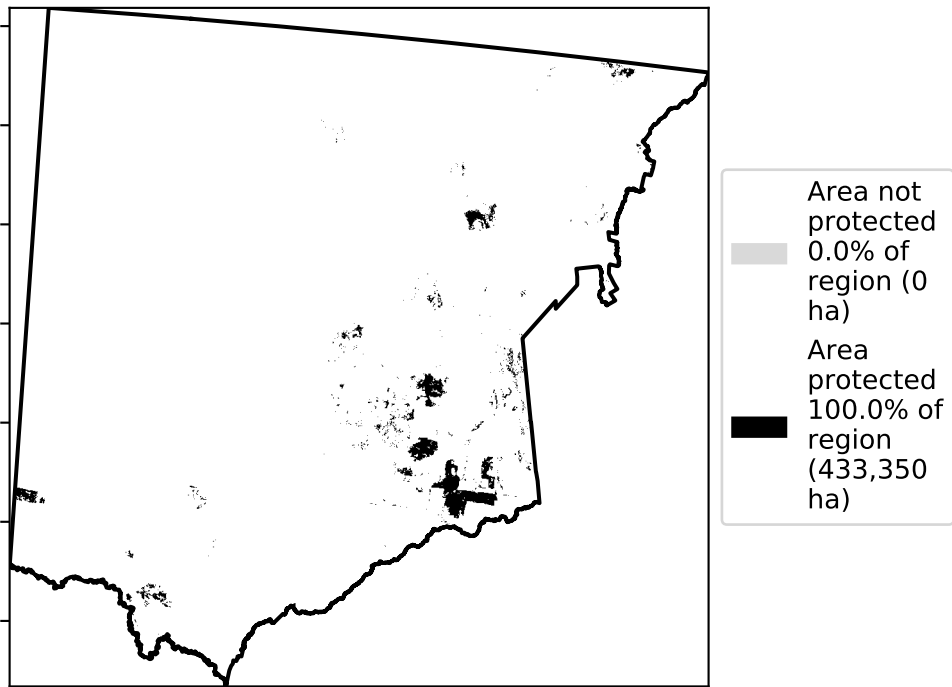 Area not
protected
0.0% of
region (0
ha)
Area
protected
100.0% of
region
(433,350
ha)